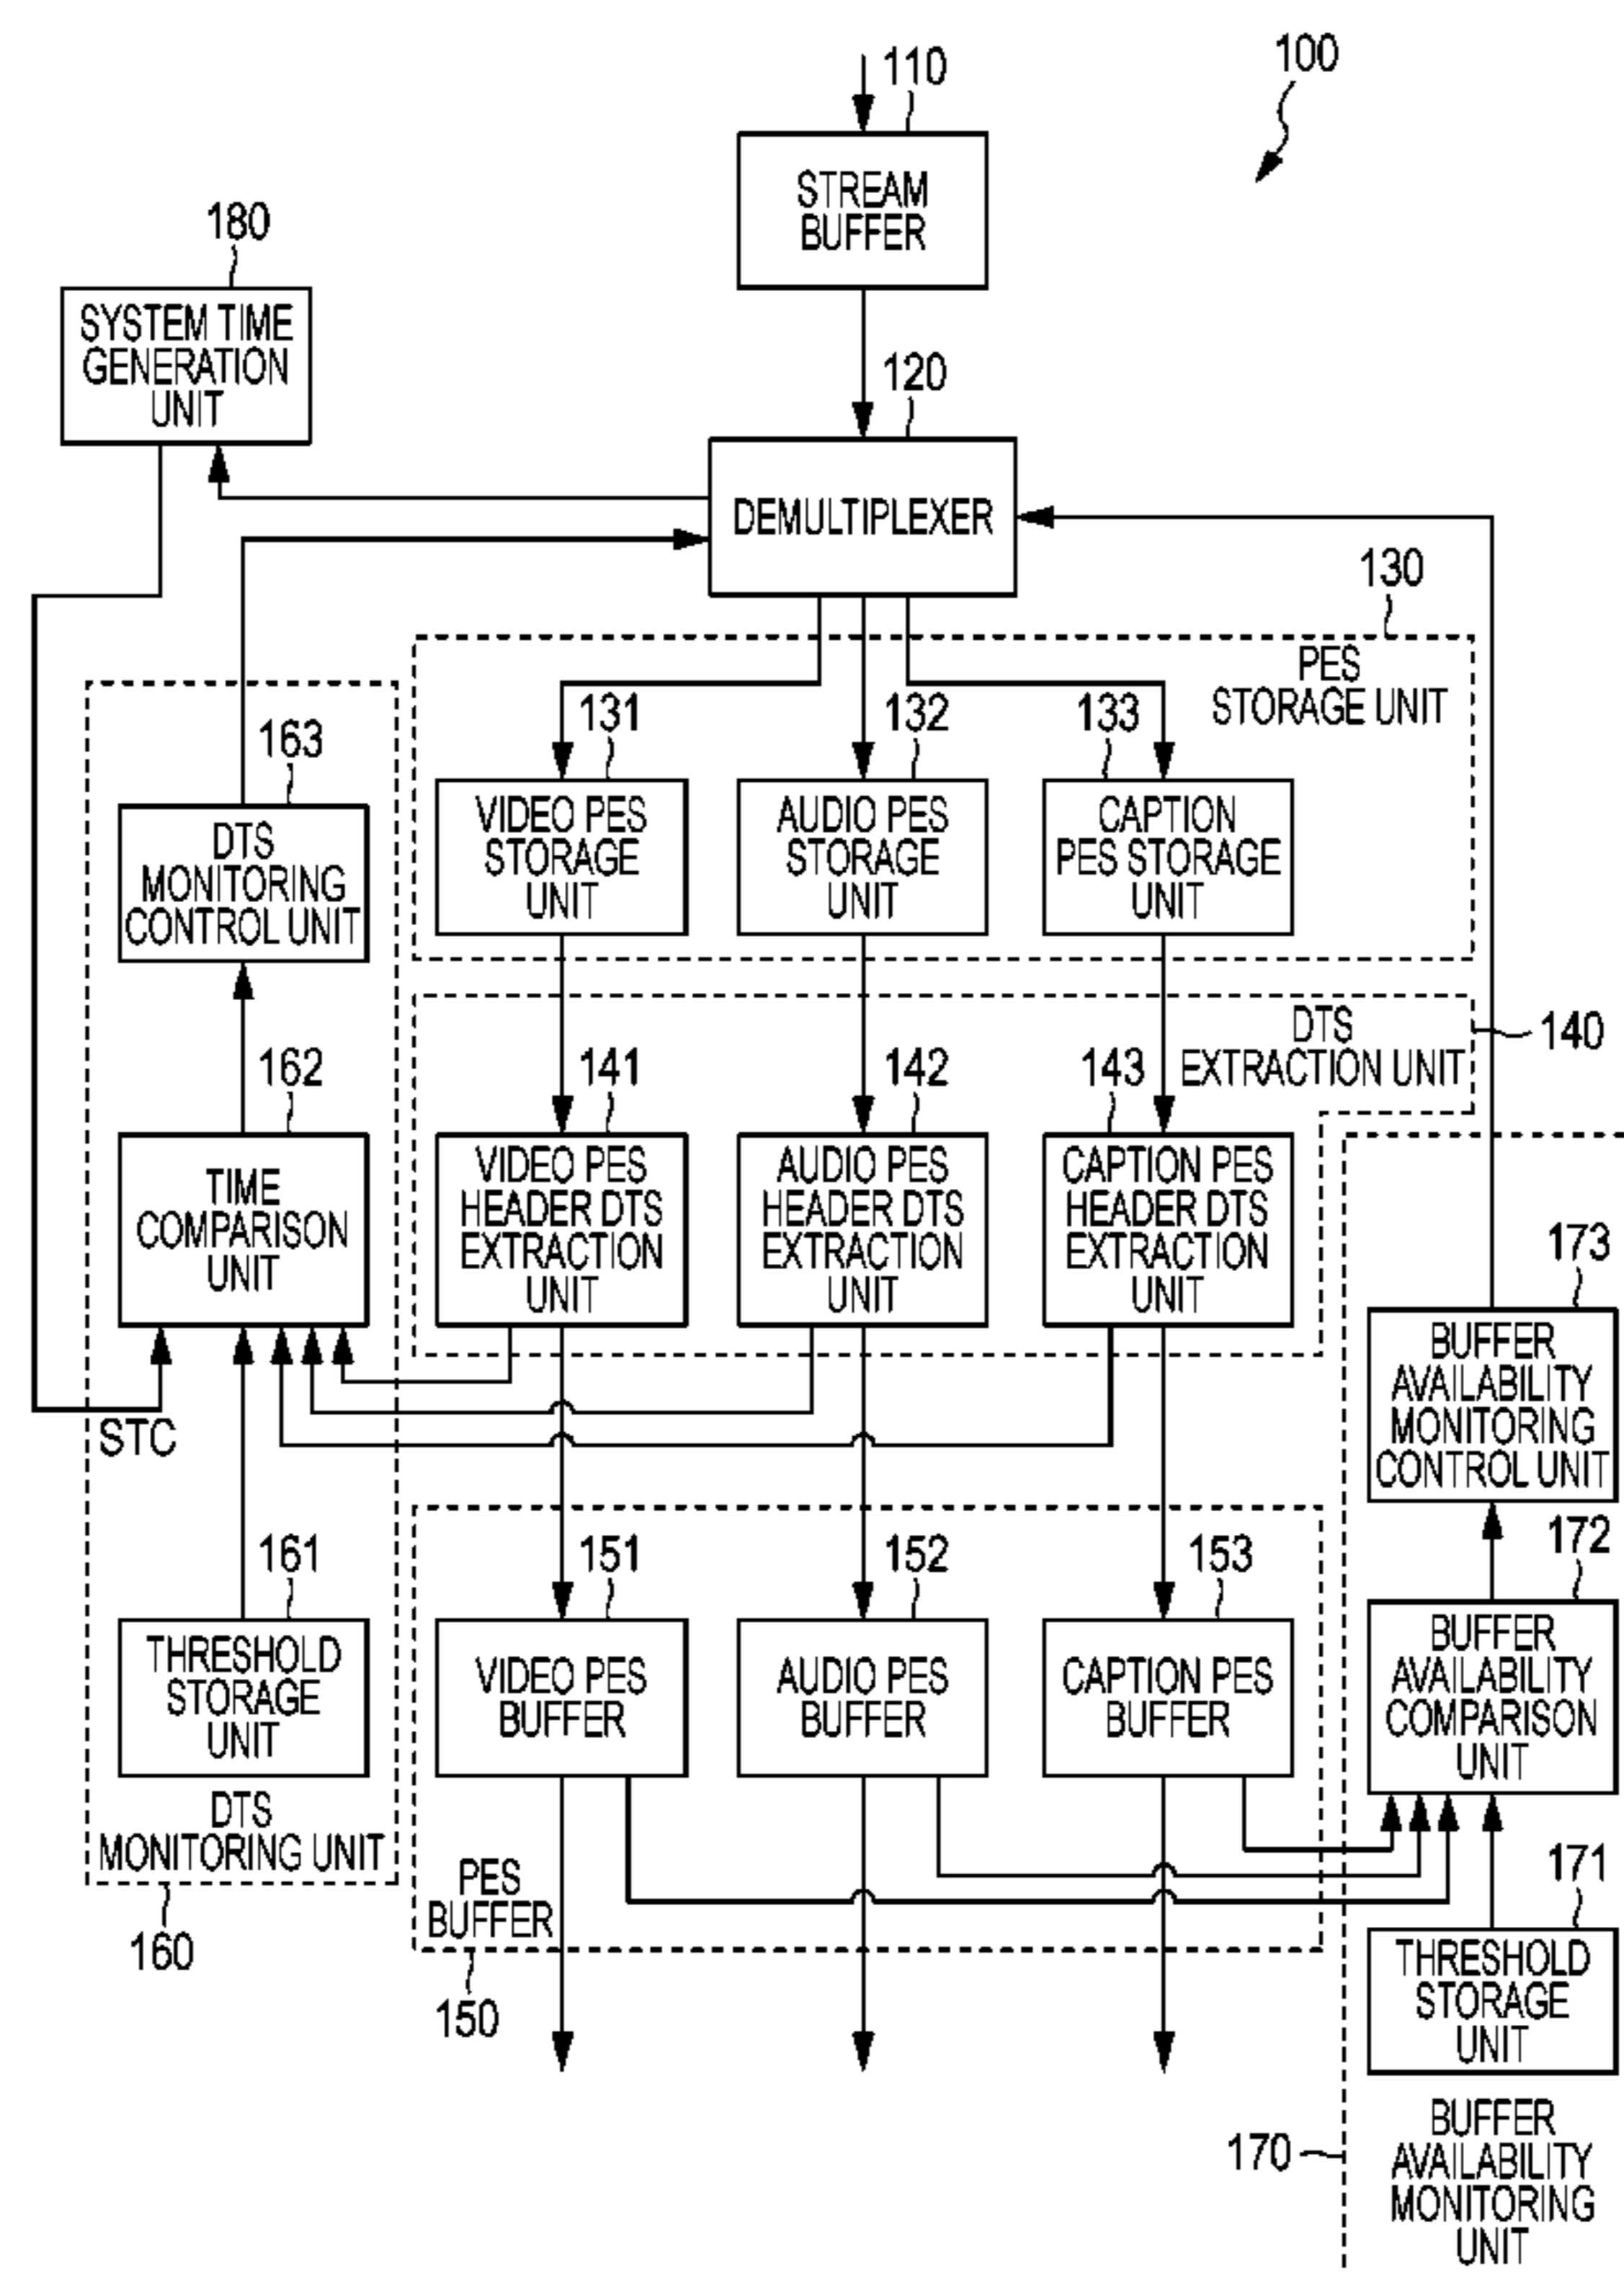 110
100
STREAM
BUFFER
180
SYSTEM TIME
GENERATION
UNIT
120
DEMULTIPLEXER
130
PES
STORAGE UNIT
131
132
133
VIDEO PES
STORAGE
UNIT
AUDIO PES
STORAGE
UNIT
CAPTION
PES STORAGE
UNIT
163
DTS
MONITORING
CONTROL UNIT
DTS
EXTRACTION UNIT
140
162
141
142
143
TIME
COMPARISON
UNIT
VIDEO PES
HEADER DTS
EXTRACTION
UNIT
AUDIO PES
HEADER DTS
EXTRACTION
UNIT
CAPTION PES
HEADER DTS
EXTRACTION
UNIT
173
BUFFER
AVAILABILITY
MONITORING
CONTROL UNIT
STC
161
151
152
153
172
THRESHOLD
STORAGE
UNIT
VIDEO PES
BUFFER
AUDIO PES
BUFFER
CAPTION PES
BUFFER
BUFFER
AVAILABILITY
COMPARISON
UNIT
DTS
MONITORING UNIT
160
PES
BUFFER
150
171
THRESHOLD
STORAGE
UNIT
170
BUFFER
AVAILABILITY
MONITORING
UNIT